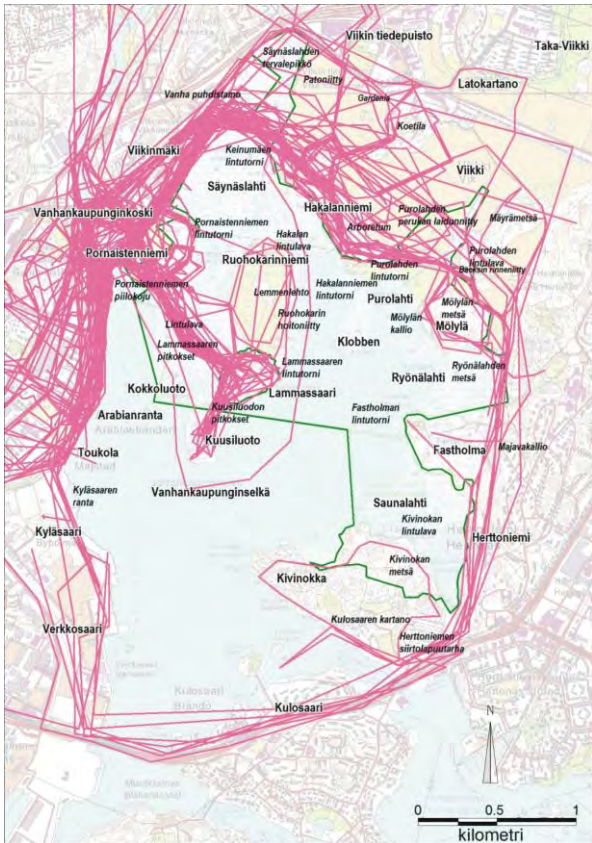 Viikin tiedepuisto
Säynäslahden
tervalepikkö
Taka-Viikki
Patoniitty
Latokartano
Vanha puhdistamo
Gardenia
Koetila
Viikinmäki
Keinumäen
lintutorni
Viikki
Säynäslahti
Hakalanniemi
Purolahden
perukan laidunniitty
Mäyrämetsä
Vanhankaupunginkoski
Pornaistenniemen
lintutorni
Arboretum
Pornaistenniemi
Hakalan
lintulava
Purolahden
lintulava
Ruohokarinniemi
Purolahden
lintutorni
Pornaistenniemen
piilokoju
Hakalanniemen
lintutorni
Lemmenlehto
Purolahti
Mölylän
metsä
Ruohokarin
hoitoniitty
Mölylän
kallio
Mölylä
Lintulava
Klobben
Lammassaaren
pitkokset
Lammassaaren
lintutorni
Ryönälahden
metsä
Ryönälahti
Kokkoluoto
Lammassaari
Arabianranta
Kuusiluodon
pitkokset
Fastholman
lintutorni
Kuusiluoto
Toukola
Fastholma
Majavakallio
Kyläsaaren
ranta
Vanhankaupunginselkä
Saunalahti
Kyläsaari
Kivinokan
lintulava
Herttoniemi
Kivinokan
metsä
Kivinokka
Kulosaaren kartano
Verkkosaari
Herttoniemen
siirtolapuutarha
Kulosaari
Brändö
Kulosaari
N
0 0.5 1
kilometri